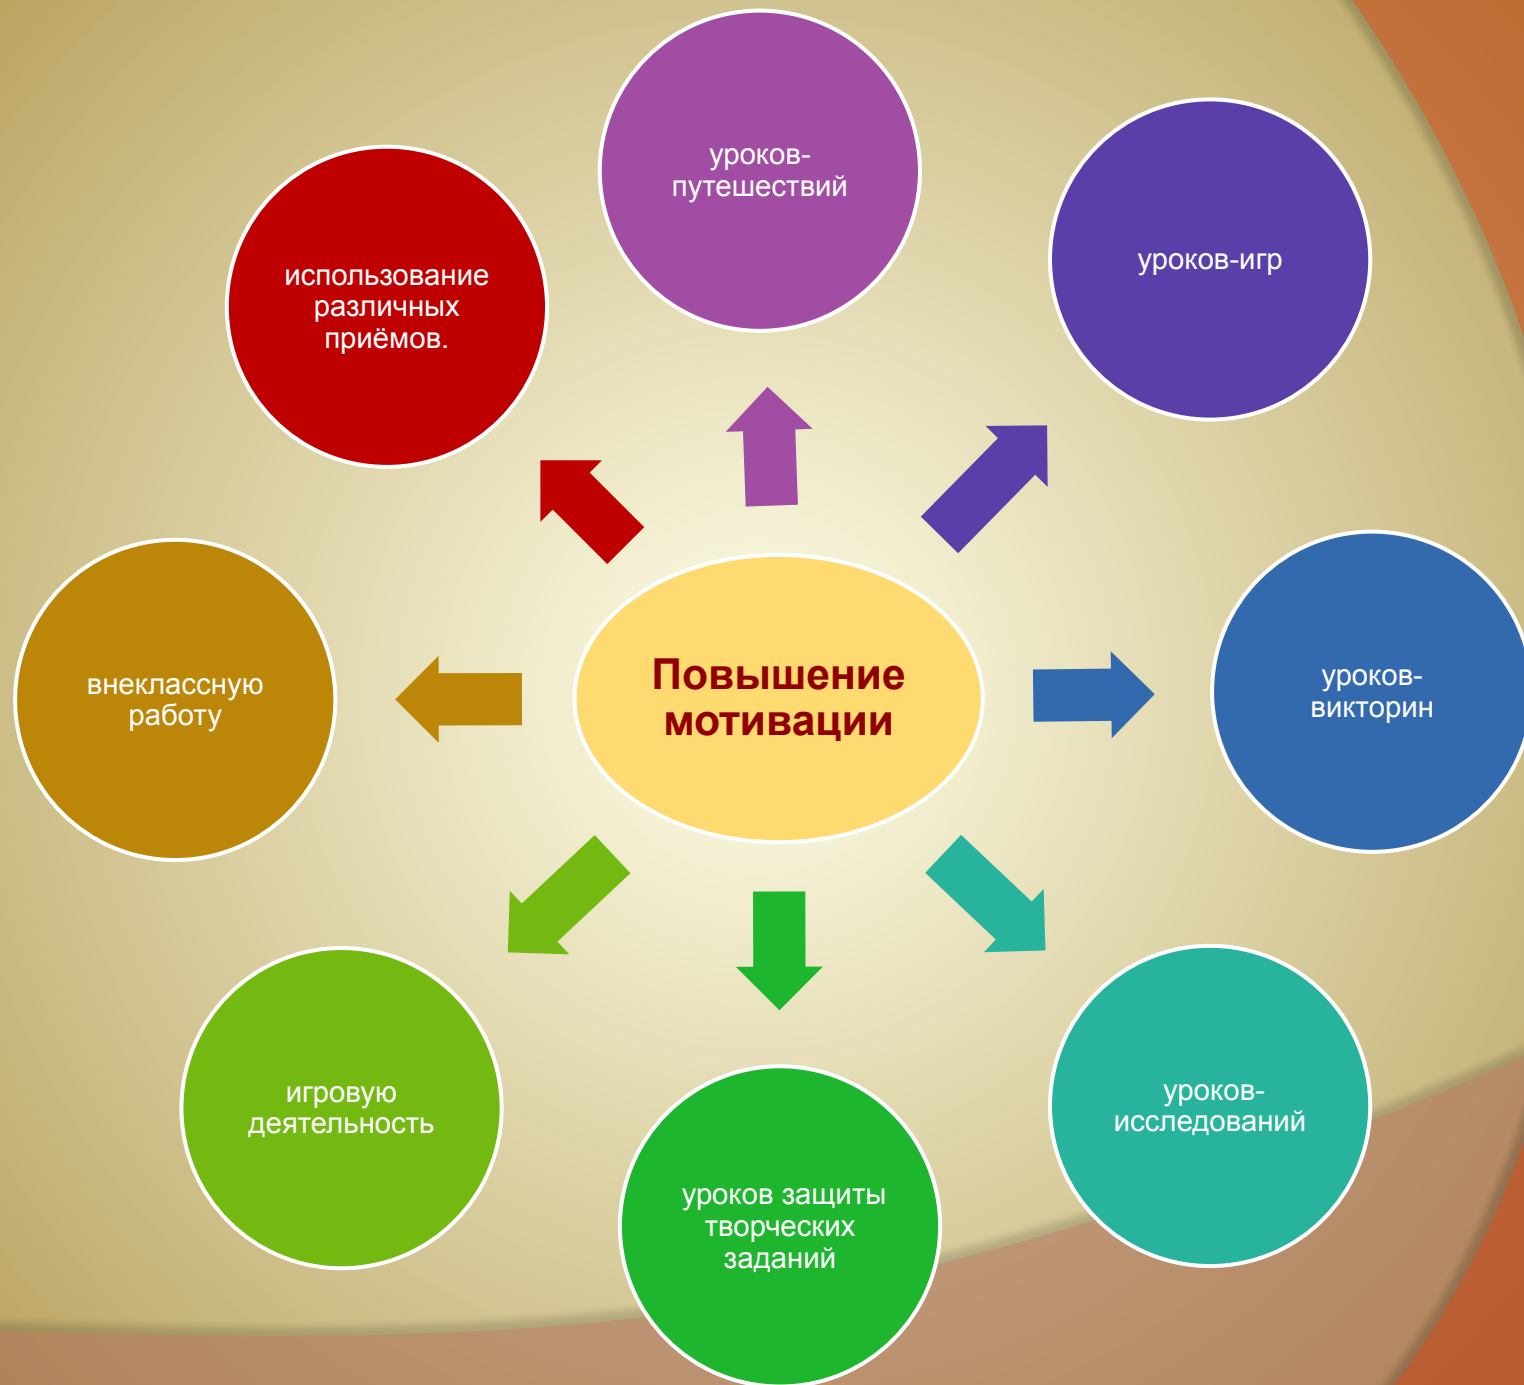 уроков-
путешествий
уроков-игр
использование
различных
приёмов.
Повышение
мотивации
уроков-
викторин
внеклассную
работу
уроков-
исследований
игровую
деятельность
уроков защиты
творческих
заданий